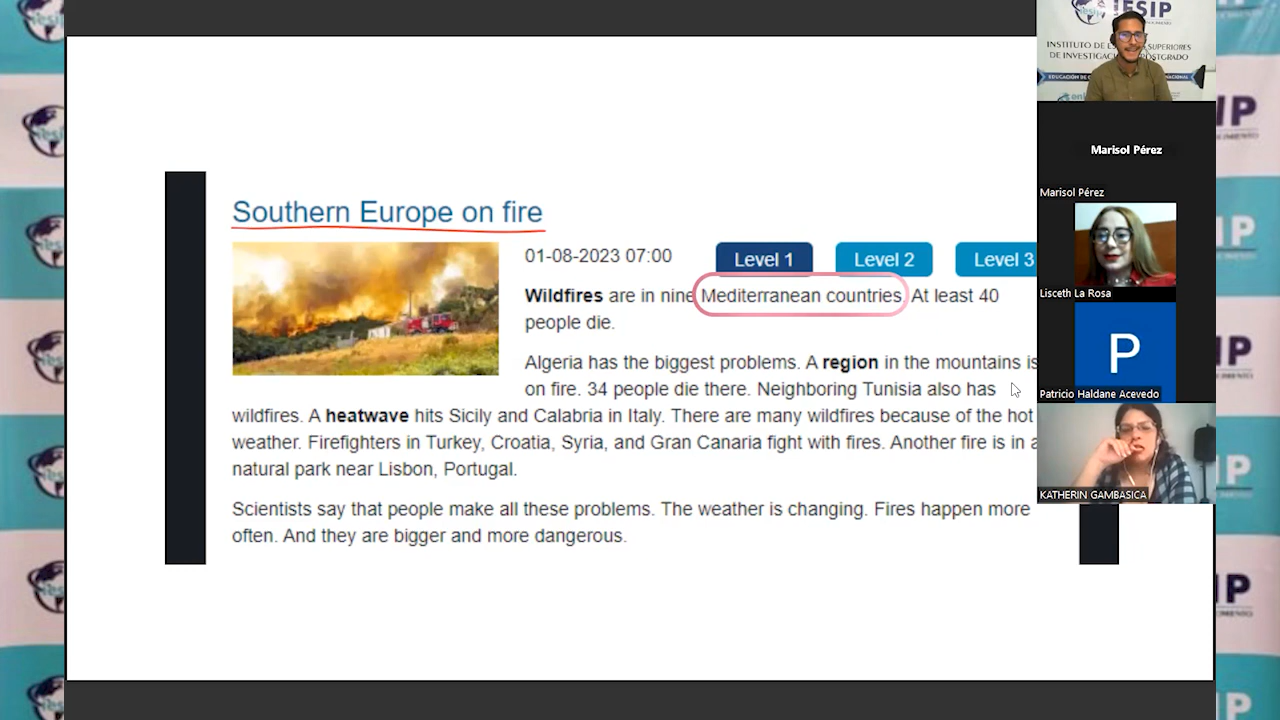 Southern Europe on fire
01-08-2023 07:00
Level 1
Level 2
Level 3
Wildfires are in nine Mediterranean countries. At least 40
people die.
Algeria has the biggest problems. A region in the mountains is
on fire. 34 people die there. Neighboring Tunisia also has
wildfires. A heatwave hits Sicily and Calabria in Italy. There are many wildfires because of the hot
weather. Firefighters in Turkey, Croatia, Syria, and Gran Canaria fight with fires. Another fire is in a
natural park near Lisbon, Portugal.
Scientists say that people make all these problems. The weather is changing. Fires happen more
often. And they are bigger and more dangerous.
IESIP
INSTITUTO DE SUPERIORES
DE INVESTIGACIÓN POSTGRADO
Marisol Pérez
Marisol Pérez
Lisceth La Rosa
P
Patricio Haldane Acevedo
KATHERIN GAMBASICA